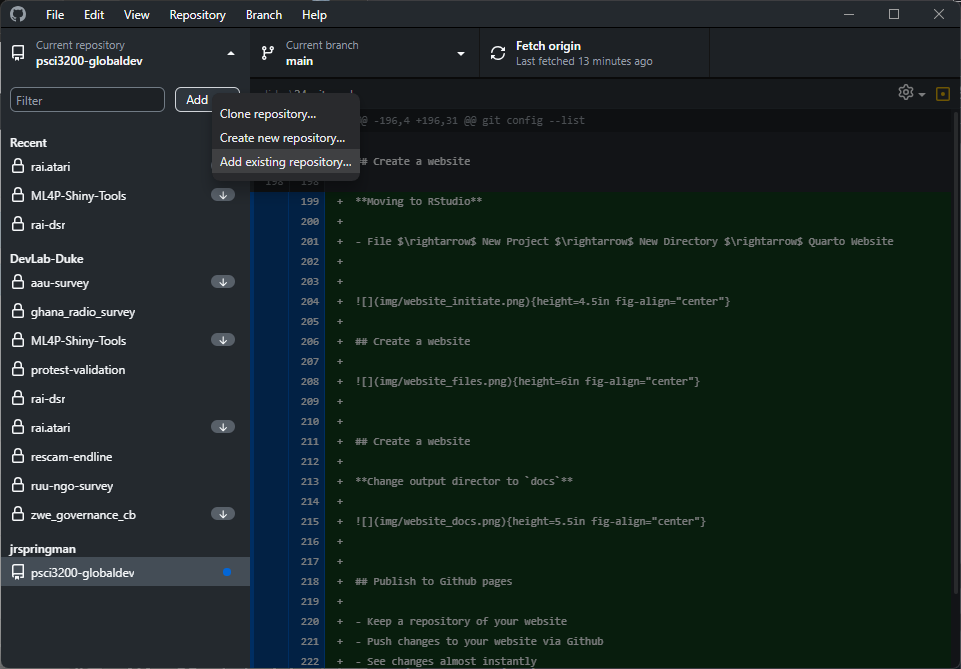 File Edit View Repository Branch Help
Current repository
psci3200-globaldev
Current branch
main
Fetch origin
Last fetched 13 minutes ago
Filter
Add
Clone repository...
Create new repository...
Add existing repository...
Recent
rai.atari
ML4P-Shiny-Tools
rai-dsr
DevLab-Duke
aau-survey
ghana_radio_survey
ML4P-Shiny-Tools
protest-validation
rai-dsr
rai.atari
rescam-endline
ruu-ngo-survey
zwe_governance_cb
jrspringman
psci3200-globaldev
@ -196,4 +196,31 @@ git config --list
## Create a website
198 198
199 + **Moving to RStudio**
200 +
201 + - File $\rightarrow$ New Project $\rightarrow$ New Directory $\rightarrow$ Quarto Website
202 +
203 +
204 + ![](img/website_initiate.png){height=4.5in fig-align="center"}
205 +
206 + ## Create a website
207 +
208 + ![](img/website_files.png){height=6in fig-align="center"}
209 +
210 +
211 + ## Create a website
212 +
213 + **Change output director to `docs`**
214 +
215 + ![](img/website_docs.png){height=5.5in fig-align="center"}
216 +
217 +
218 + ## Publish to Github pages
219 +
220 + - Keep a repository of your website
221 + - Push changes to your website via Github
222 + - See changes almost instantly